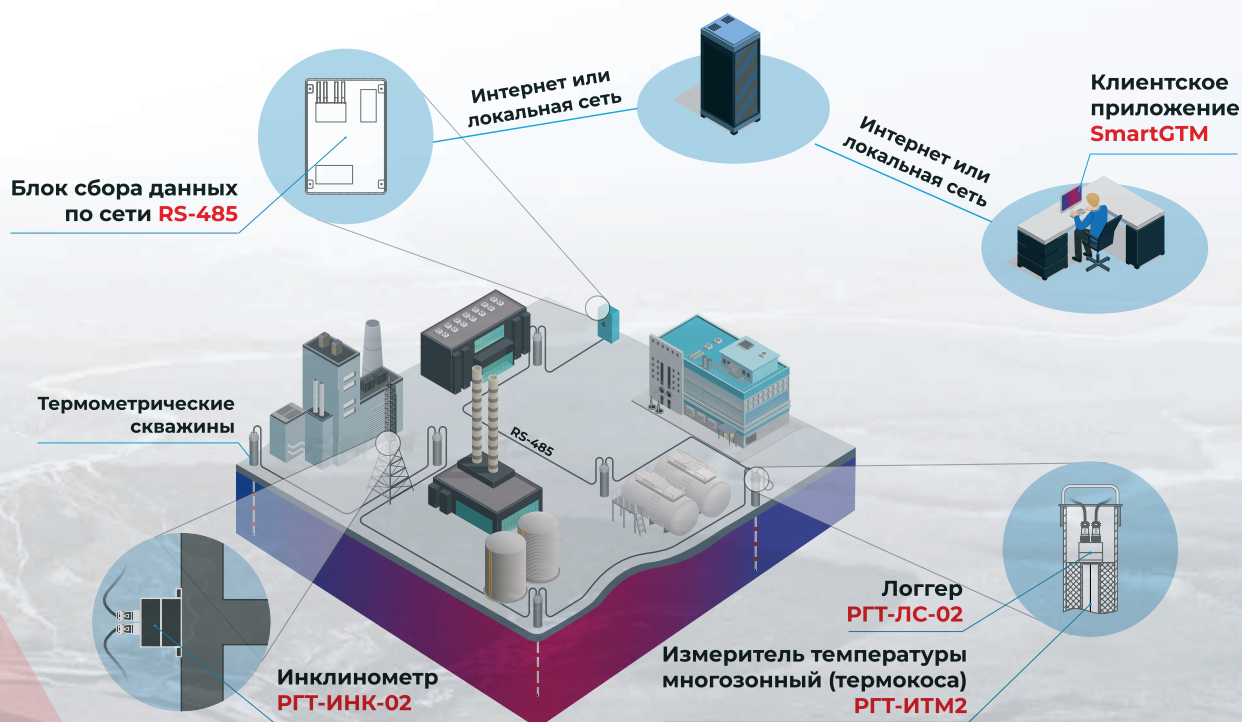 Интернет или
локальная сеть
Клиентское
приложение
SmartGTM
Интернет или
локальная сеть
Блок сбора данных
по сети RS-485
Термометрические
скважины
RS-485
Логгер
РГТ-ЛС-02
Измеритель температуры
многозонный (термокоса)
РГТ-ИТМ2
Инклинометр
РГТ-ИНК-02